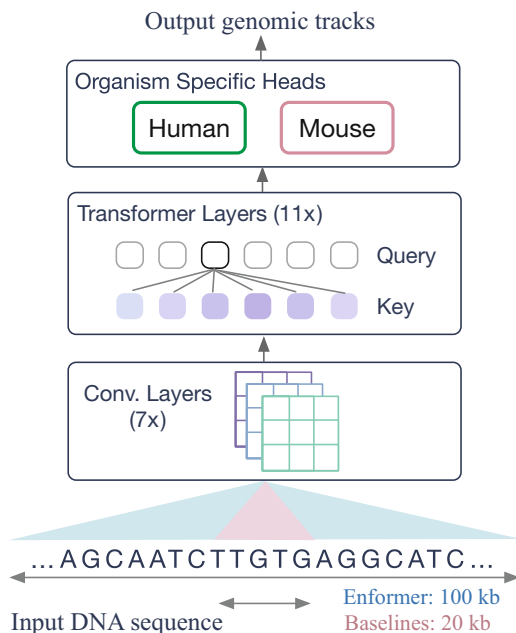 Output genomic tracks
Organism Specific Heads
Human Mouse
Transformer Layers (11x)
Query
Key
Conv. Layers
(7x)
...AGCAATCTTGTGAGGCATC...
Enformer: 100 kb
Input DNA sequence Baselines: 20 kb